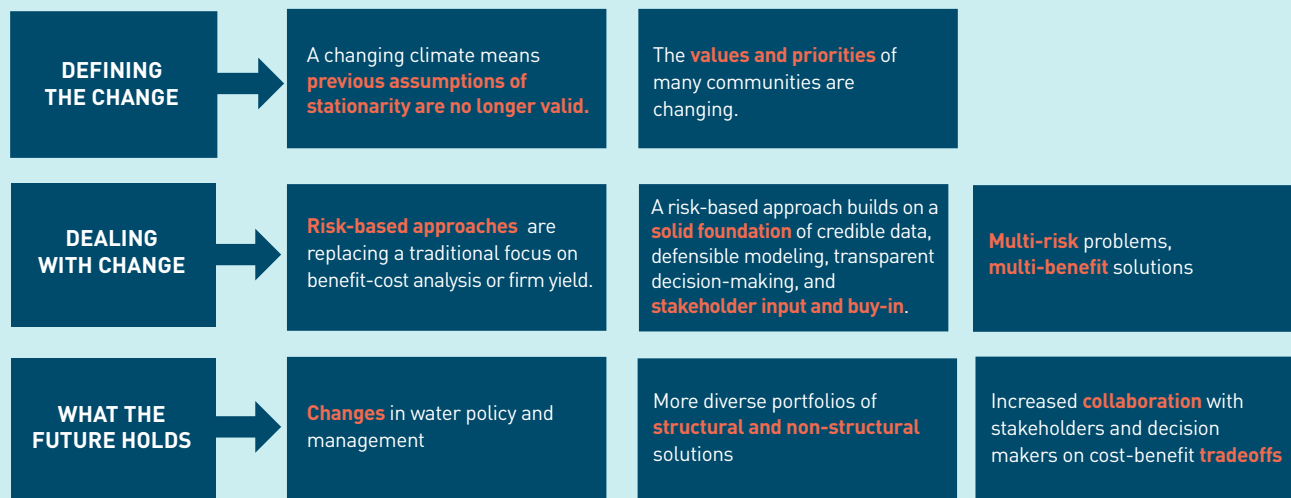 DEFINING
THE CHANGE
A changing climate means
previous assumptions of
stationarity are no longer valid.
The values and priorities of
many communities are
changing.
DEALING
WITH CHANGE
Risk-based approaches are
replacing a traditional focus on
benefit-cost analysis or firm yield.
A risk-based approach builds on a
solid foundation of credible data,
defensible modeling, transparent
decision-making, and
stakeholder input and buy-in.
Multi-risk problems,
multi-benefit solutions
WHAT THE
FUTURE HOLDS
Changes in water policy and
management
More diverse portfolios of
structural and non-structural
solutions
Increased collaboration with
stakeholders and decision
makers on cost-benefit tradeoffs